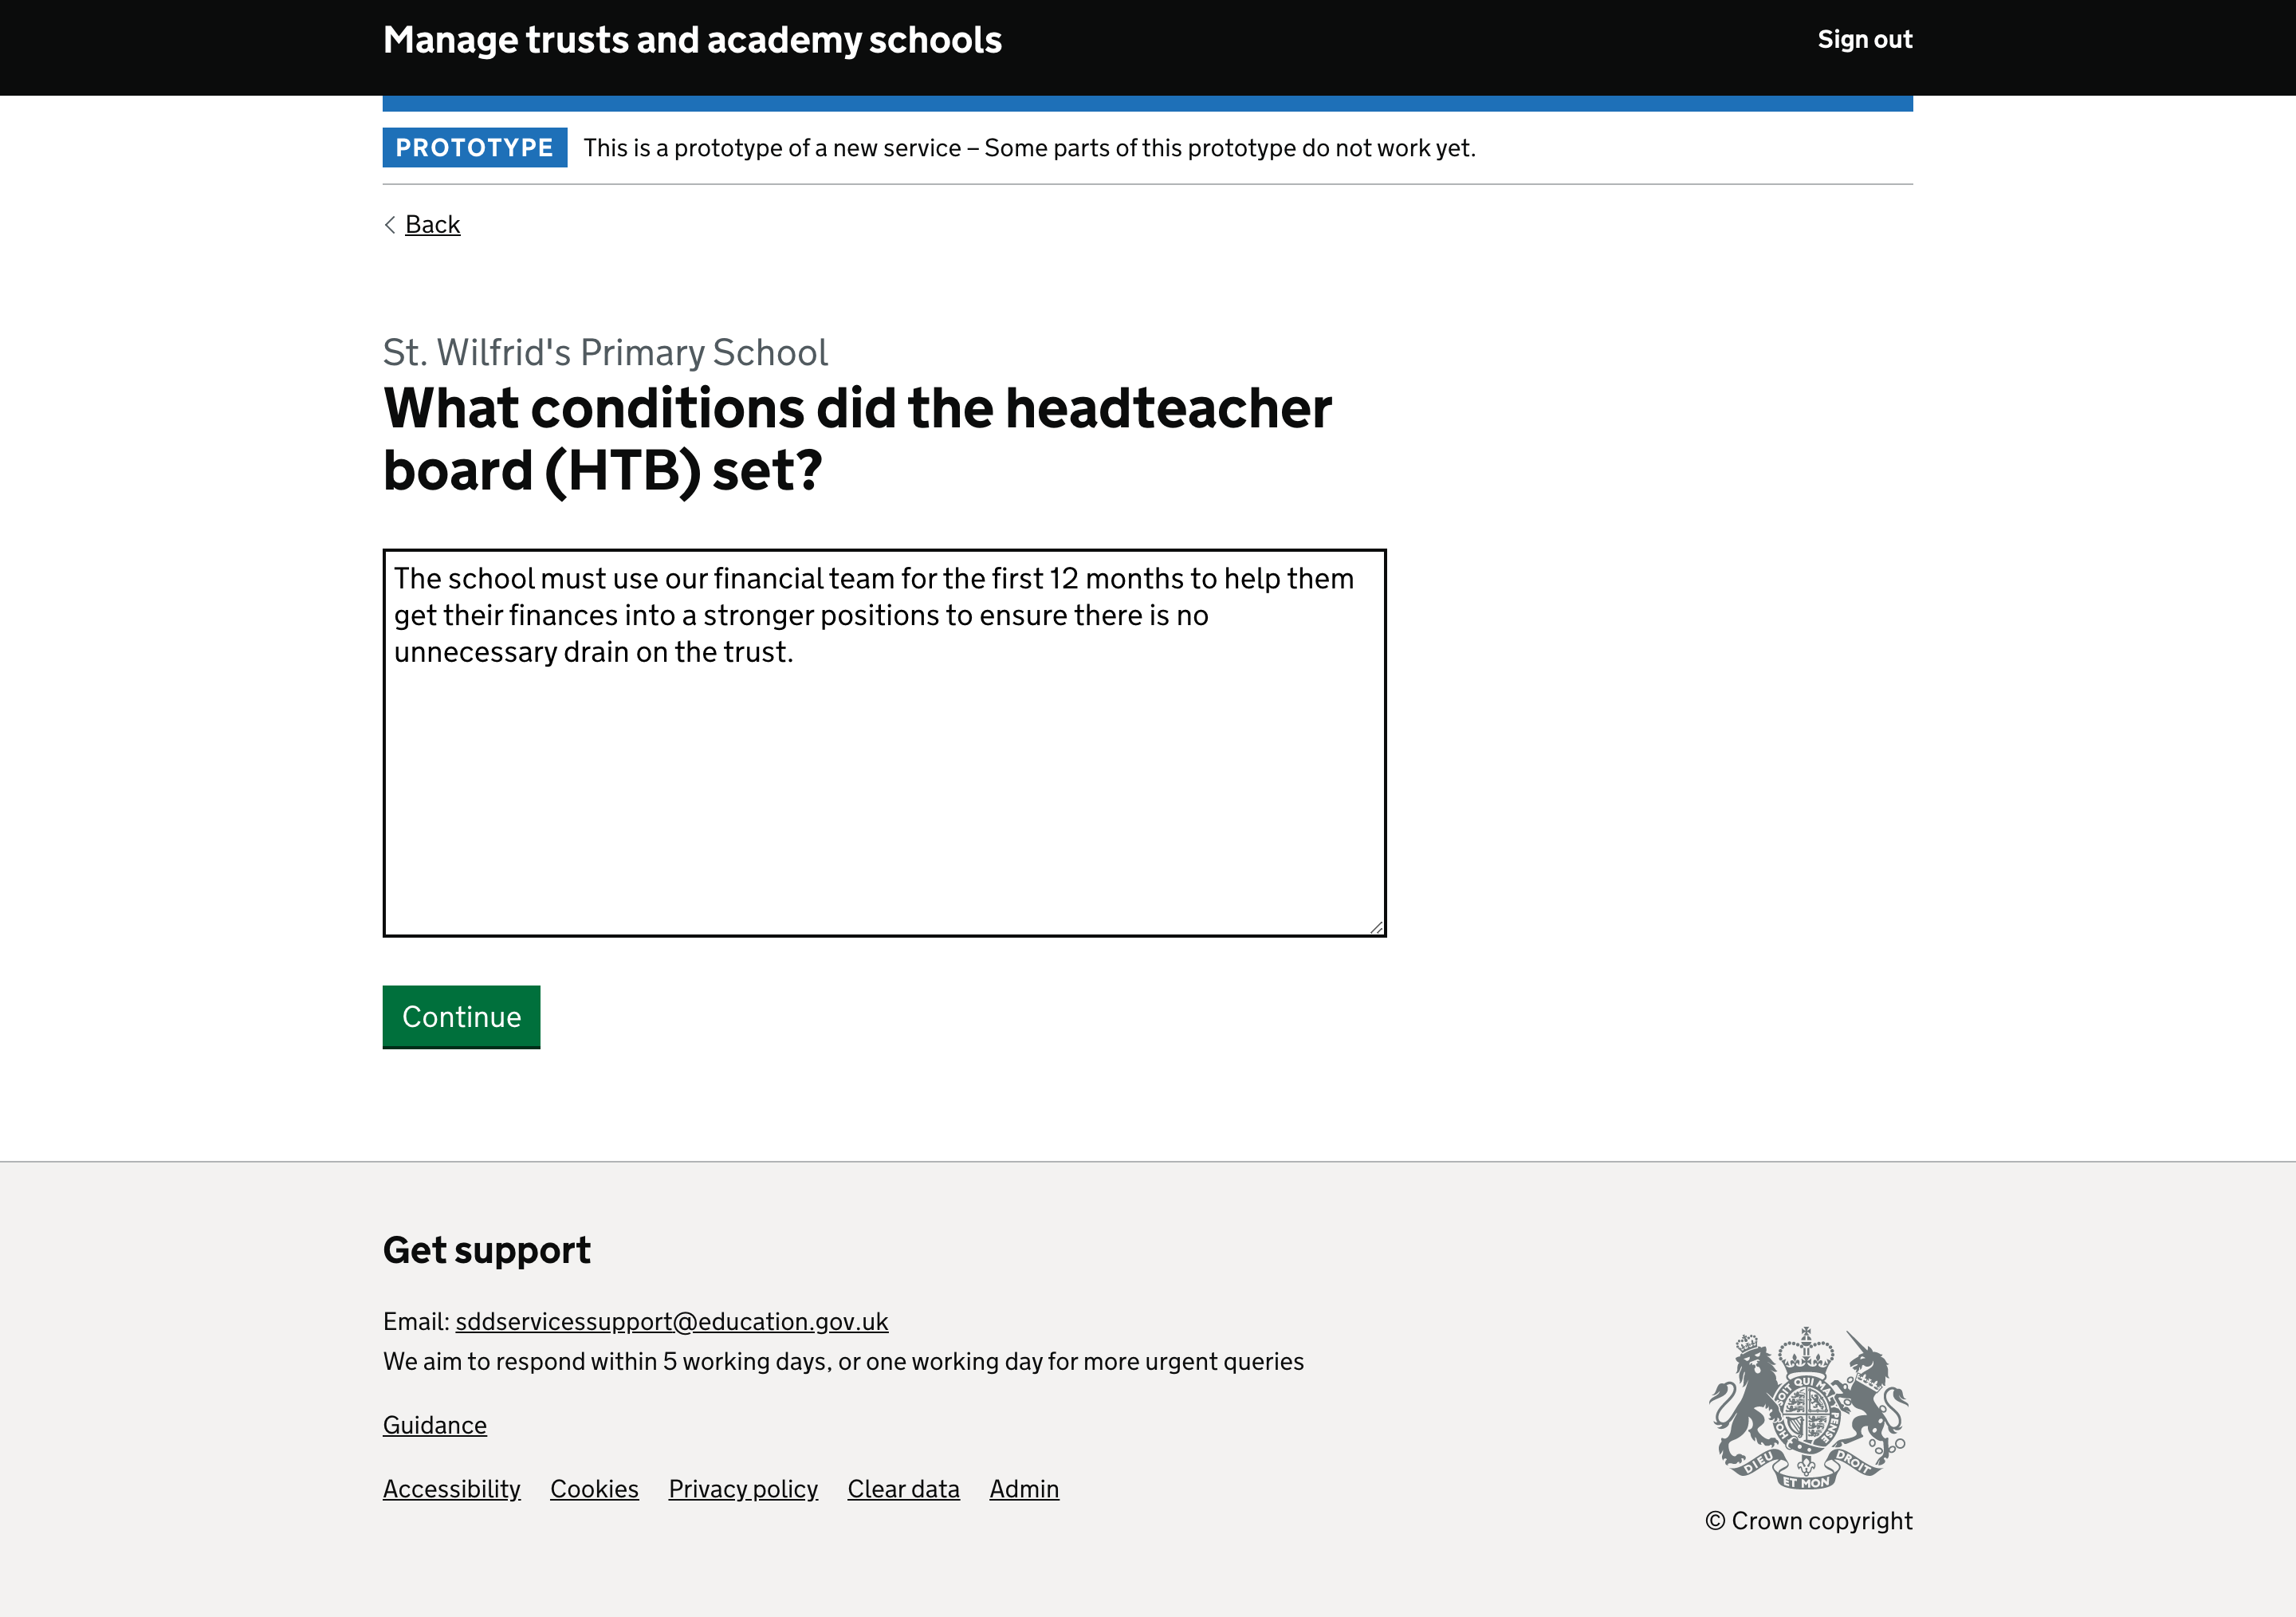 Manage trusts and academy schools
Sign out
PROTOTYPE This is a prototype of a new service – Some parts of this prototype do not work yet.
Back
St. Wilfrid's Primary School
What conditions did the headteacher
board (HTB) set?
The school must use our financial team for the first 12 months to help them
get their finances into a stronger positions to ensure there is no
unnecessary drain on the trust.
Continue
Get support
Email: sddservicessupport@education.gov.uk
We aim to respond within 5 working days, or one working day for more urgent queries
Guidance
Accessibility Cookies Privacy policy Clear data Admin
SOIT QUI MAL
PENSE
HON
DIEU
ET MON
DROIT
© Crown copyright